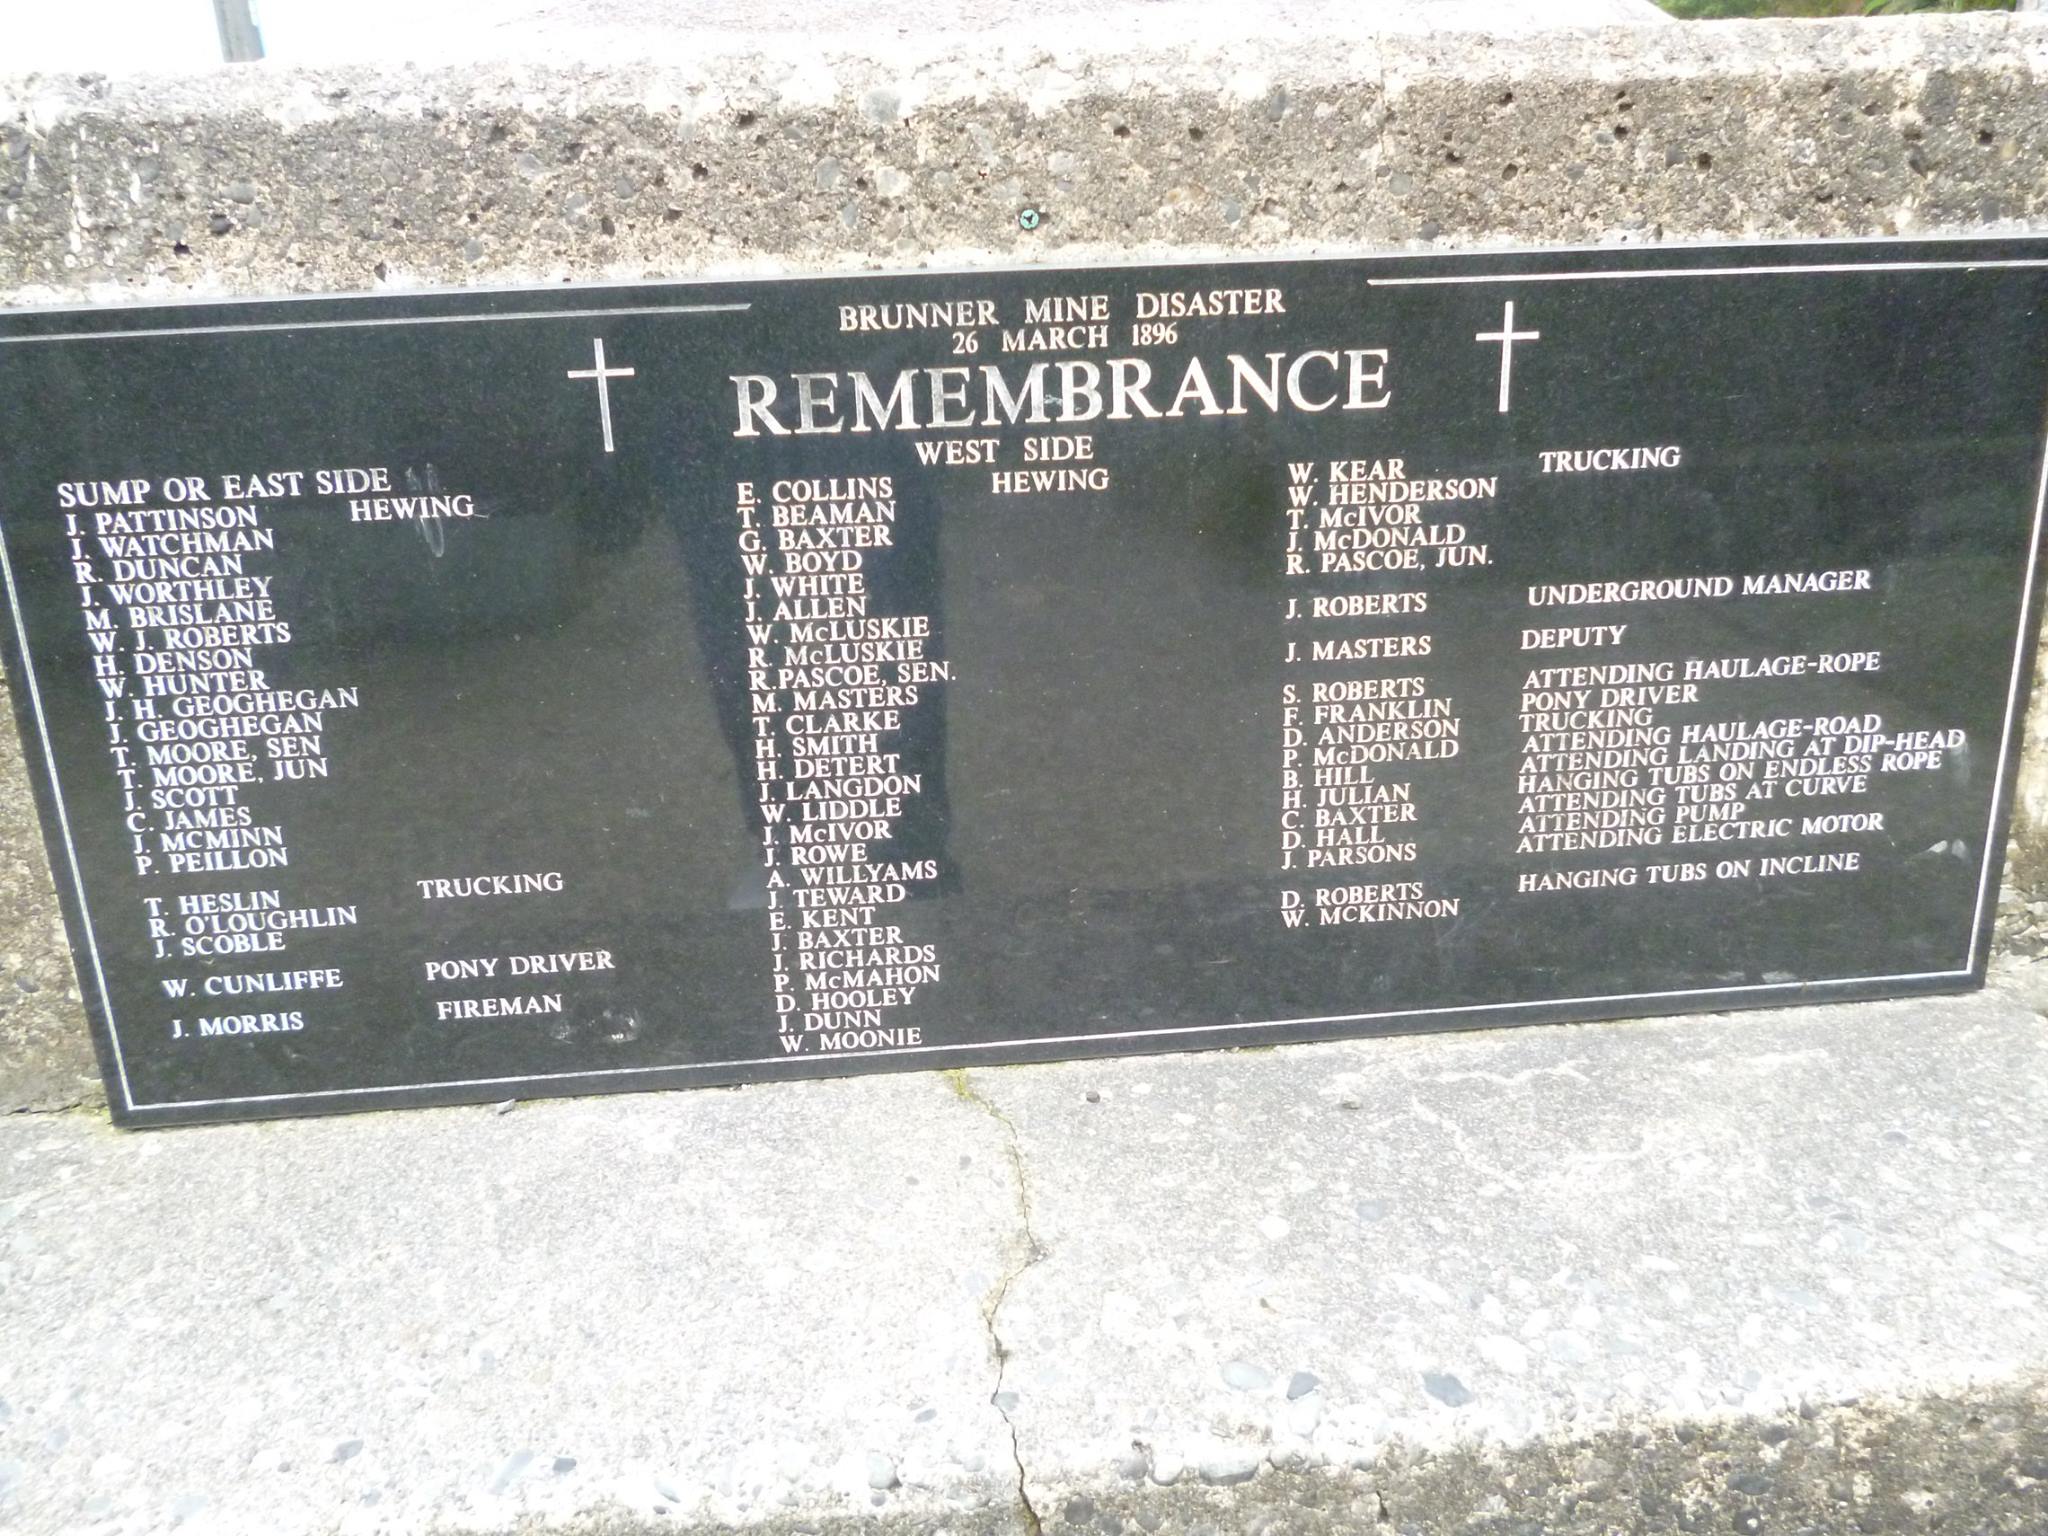 BRUNNER MINE DISASTER
26 MARCH 1896
REMEMBRANCE
SUMP OR EAST SIDE
J. PATTINSON HEWING
J. WATCHMAN
R. DUNCAN
J. WORTHLEY
M. BRISLANE
W. J. ROBERTS
H. DENSON
W. HUNTER
J. H. GEOGHEGAN
J. GEOGHEGAN
T. MOORE, SEN
T. MOORE, JUN
J. SCOTT
C. JAMES
J. MCMINN
P. PEILLON
T. HESLIN TRUCKING
R. O'LOUGHLIN
J. SCOBLE
W. CUNLIFFE PONY DRIVER
J. MORRIS FIREMAN
WEST SIDE
E. COLLINS HEWING
T. BEAMAN
G. BAXTER
W. BOYD
J. WHITE
J. ALLEN
W. McLUSKIE
R. McLUSKIE
R.PASCOE, SEN.
M. MASTERS
T. CLARKE
H. SMITH
H. DETERT
J. LANGDON
W. LIDDLE
J. McIVOR
J. ROWE
A. WILLYAMS
J. TEWARD
E. KENT
J. BAXTER
J. RICHARDS
P. McMAHON
D. HOOLEY
J. DUNN
W. MOONIE
W. KEAR TRUCKING
W. HENDERSON
T. McIVOR
J. McDONALD
R. PASCOE, JUN.
J. ROBERTS UNDERGROUND MANAGER
J. MASTERS DEPUTY
S. ROBERTS ATTENDING HAULAGE-ROPE
F. FRANKLIN PONY DRIVER
D. ANDERSON TRUCKING
P. McDONALD ATTENDING HAULAGE-ROAD
B. HILL ATTENDING LANDING AT DIP-HEAD
H. JULIAN HANGING TUBS ON ENDLESS ROPE
C. BAXTER ATTENDING TUBS AT CURVE
D. HALL ATTENDING PUMP
J. PARSONS ATTENDING ELECTRIC MOTOR
D. ROBERTS HANGING TUBS ON INCLINE
W. MCKINNON